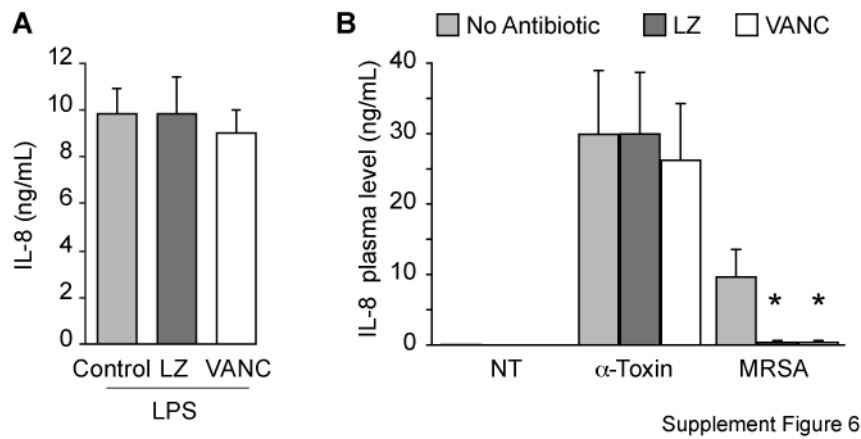 A
IL-8 (ng/mL)
12
10
8
6
4
2
0
Control LZ VANC
LPS
B
No Antibiotic LZ VANC
IL-8 plasma level (ng/mL)
40
30
20
10
0
* *
NT α-Toxin MRSA
Supplement Figure 6